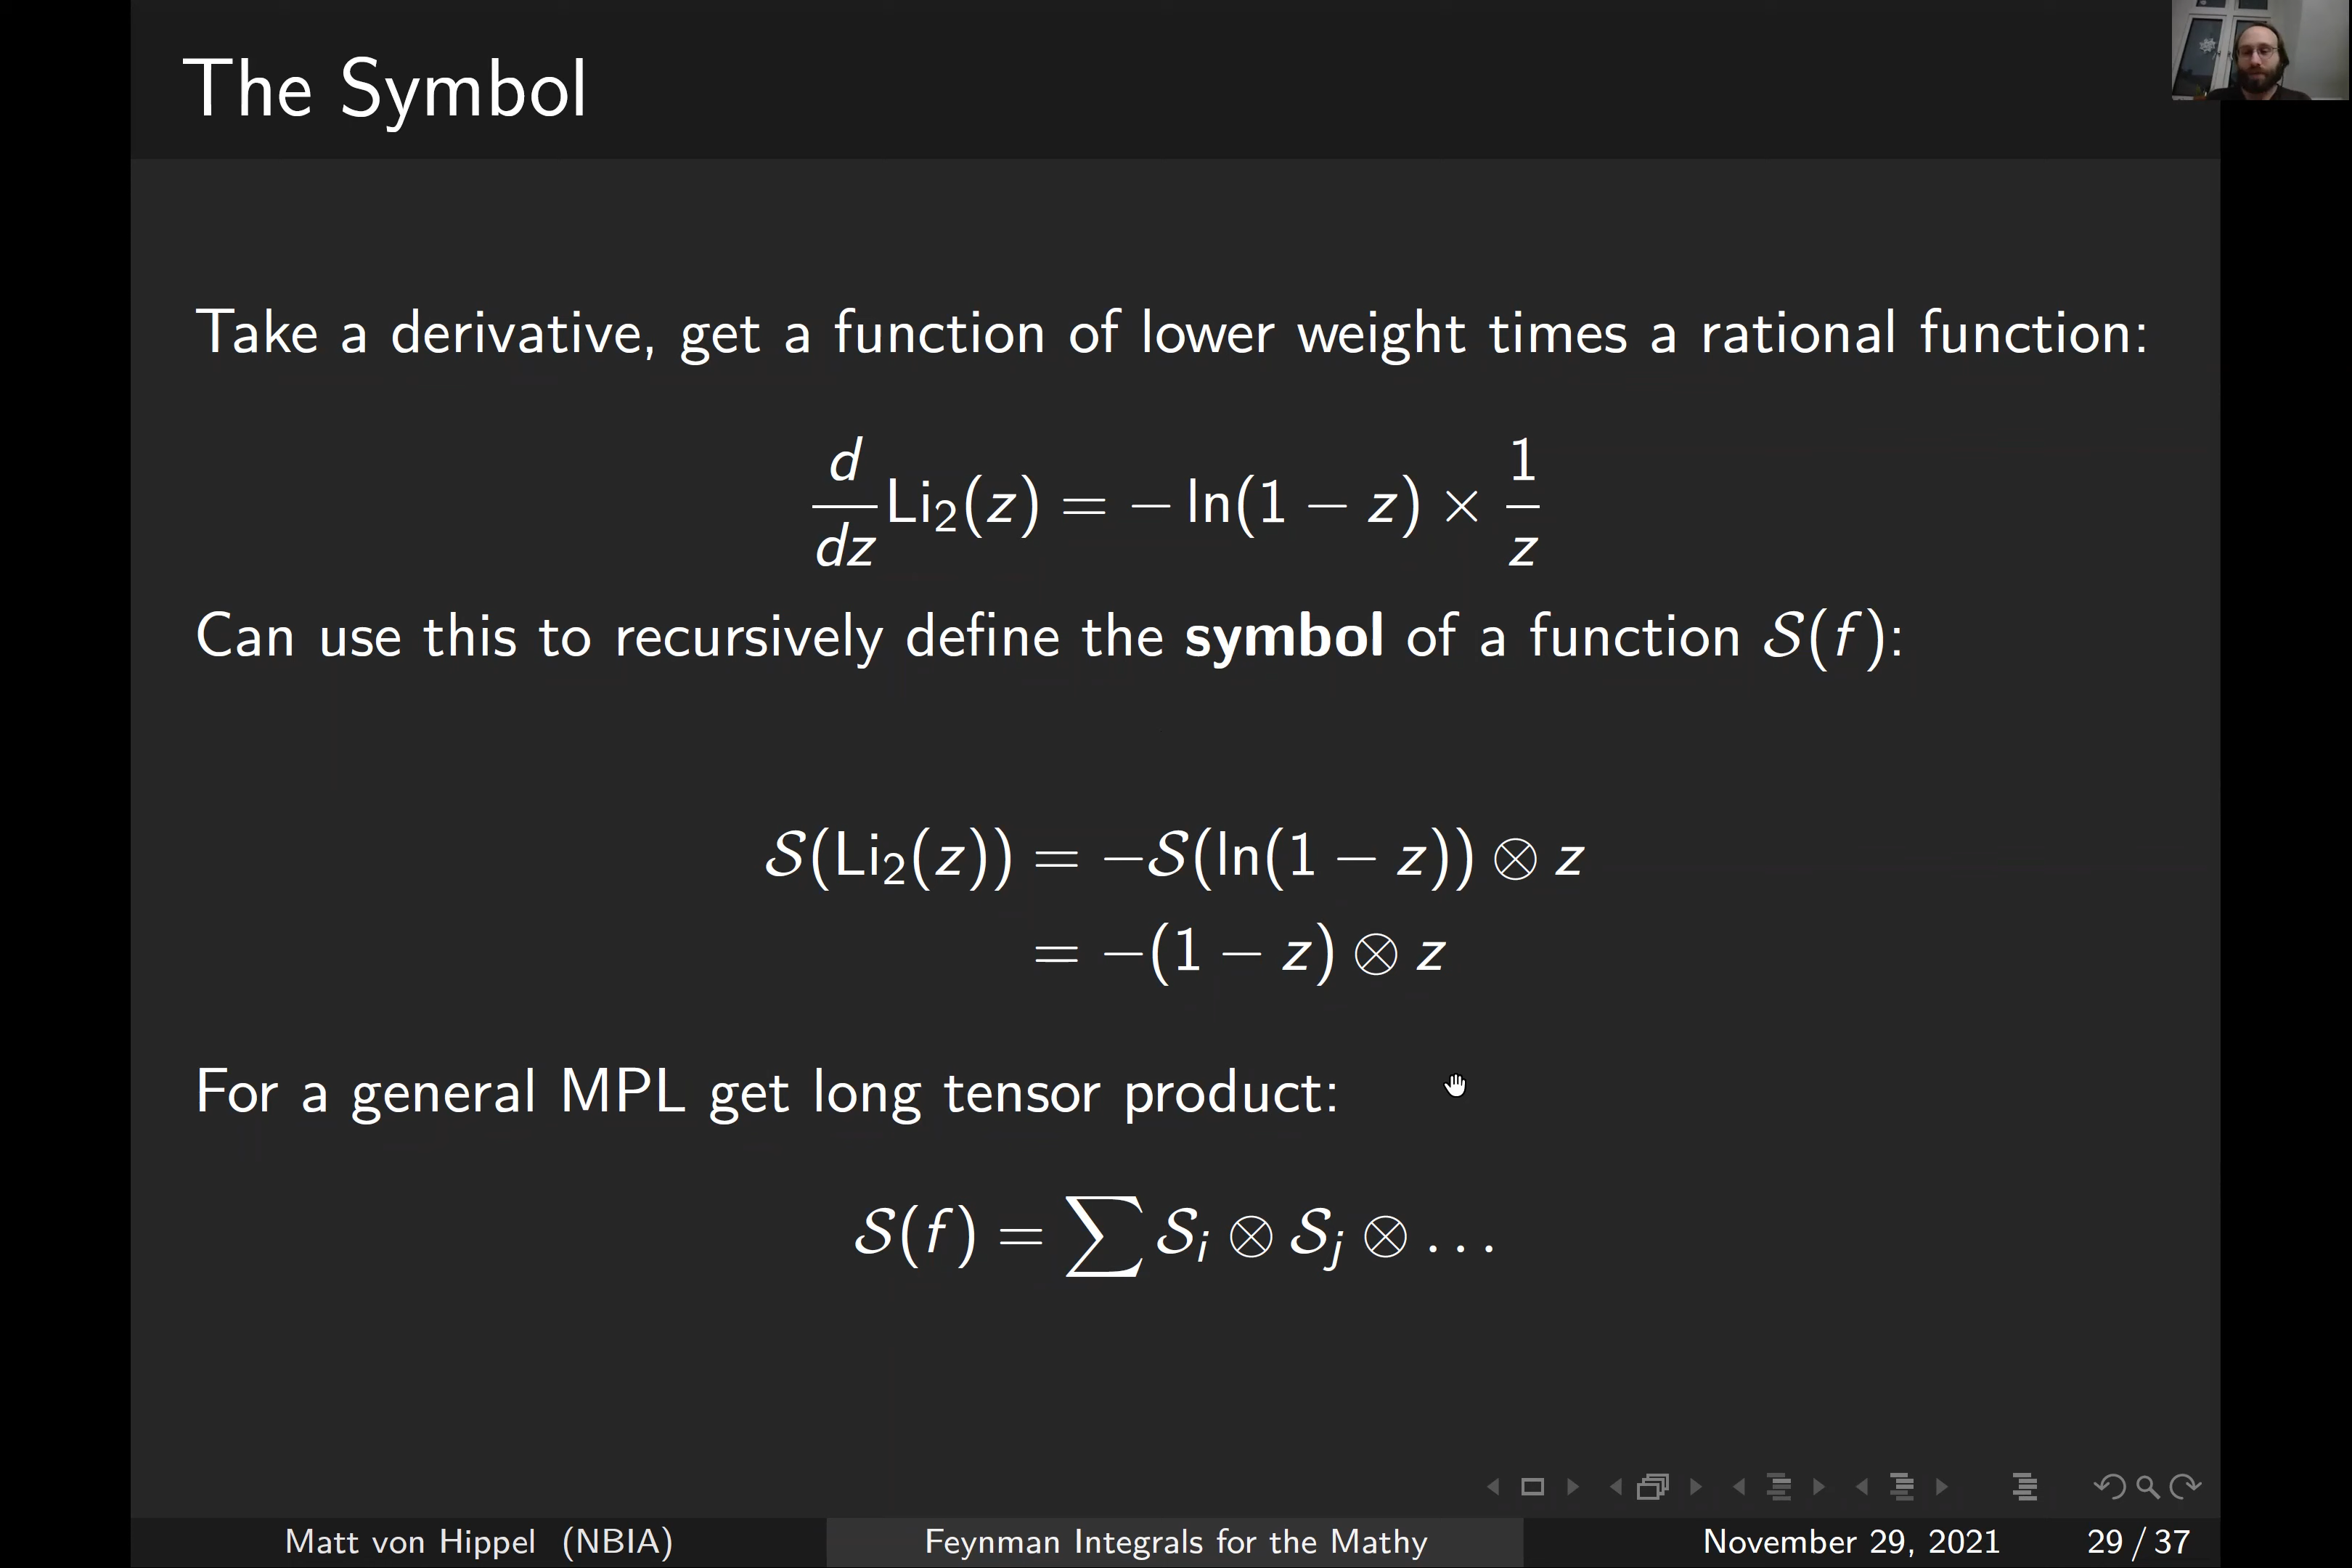 The Symbol
Take a derivative, get a function of lower weight times a rational function:
d/dz Li₂(z) = − ln(1 − z) × 1/z
Can use this to recursively define the symbol of a function 𝒮(f):
𝒮(Li₂(z)) = −𝒮(ln(1 − z)) ⊗ z
= −(1 − z) ⊗ z
For a general MPL get long tensor product:
𝒮(f) = ∑ 𝒮ᵢ ⊗ 𝒮ⱼ ⊗ . . .
Matt von Hippel (NBIA) Feynman Integrals for the Mathy November 29, 2021 29 / 37